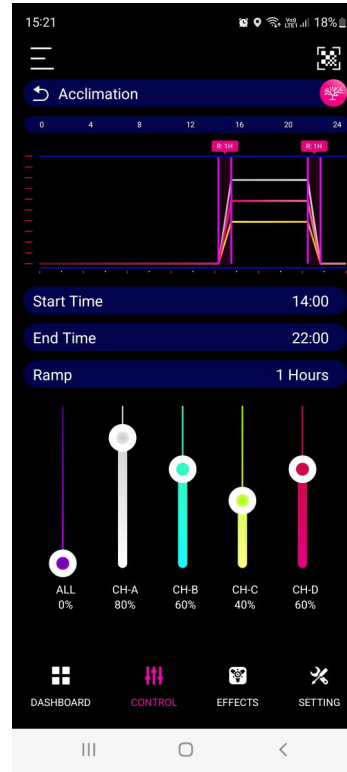 15:21 Vo) LTE1 18%
Acclimation
0 4 8 12 16 20 24
R: 1H R: 1H
Start Time 14:00
End Time 22:00
Ramp 1 Hours
ALL CH-A CH-B CH-C CH-D
0% 80% 60% 40% 60%
DASHBOARD CONTROL EFFECTS SETTING